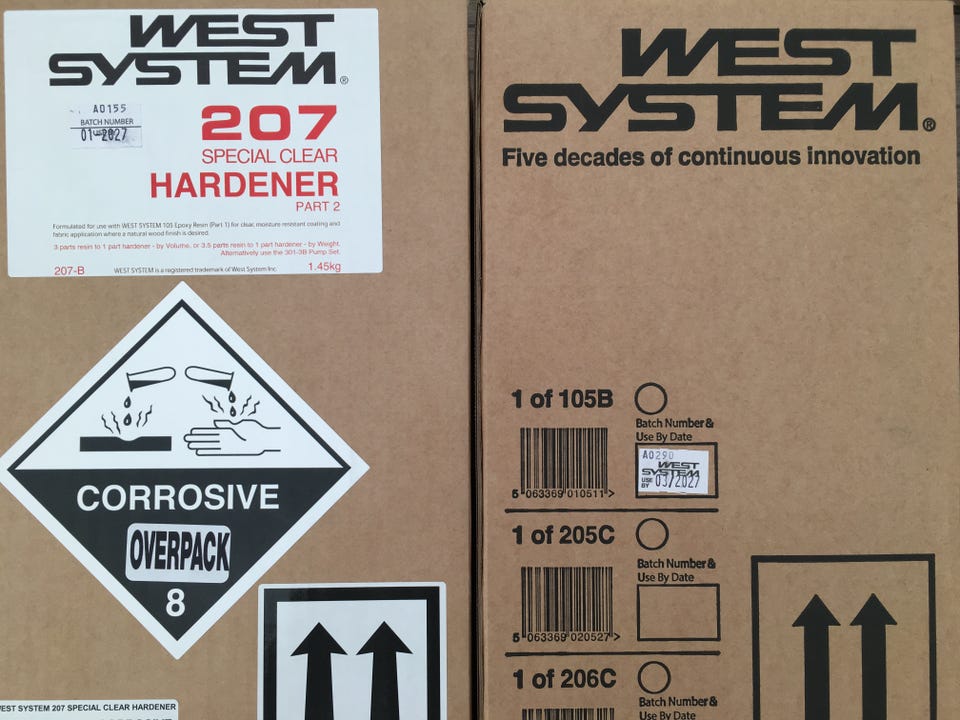 WEST
SYSTEM®
A0155
BATCH NUMBER
01-2027
207
SPECIAL CLEAR
HARDENER
PART 2
Formulated for use with WEST SYSTEM 105 Epoxy Resin (Part 1) for clear, moisture resistant coating and
fabric application where a natural wood finish is desired.
3 parts resin to 1 part hardener - by Volume, or 3.5 parts resin to 1 part hardener - by Weight.
Alternatively use the 301-3B Pump Set.
207-B WEST SYSTEM is a registered trademark of West System Inc. 1.45kg
CORROSIVE
OVERPACK
8
WEST SYSTEM 207 SPECIAL CLEAR HARDENER
WEST
SYSTEM®
Five decades of continuous innovation
1 of 105B
Batch Number &
Use By Date
A0290
WEST
SYSTEM
USE BY 03/2027
5 063369 010511 >
1 of 205C
Batch Number &
Use By Date
5 063369 020527 >
1 of 206C
Batch Number &
Use By Date